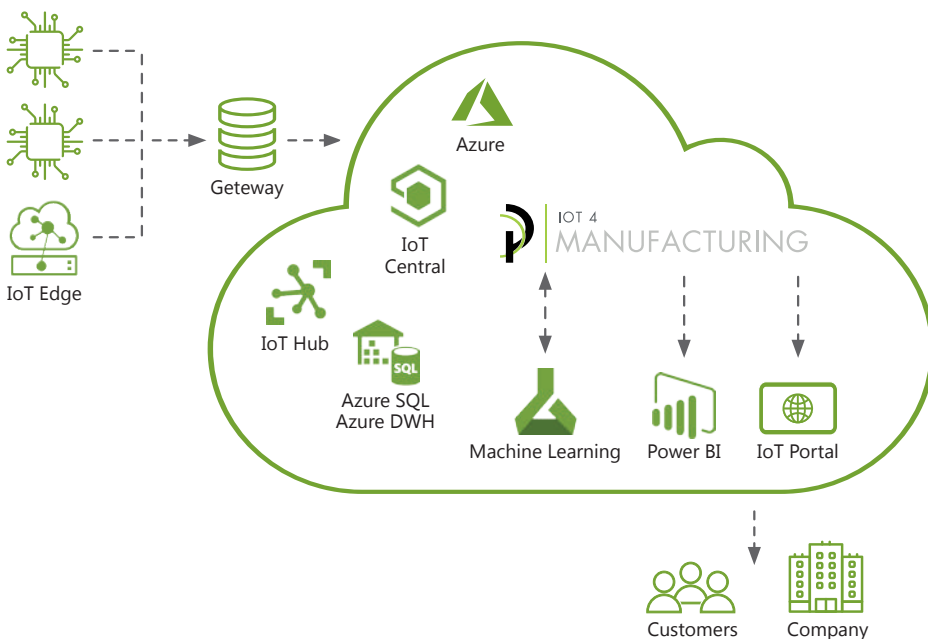 Azure
Geteway
IoT
Central
IOT 4
MANUFACTURING
IoT Edge
IoT Hub
SQL
Azure SQL
Azure DWH
Machine Learning
Power BI
IoT Portal
Customers
Company